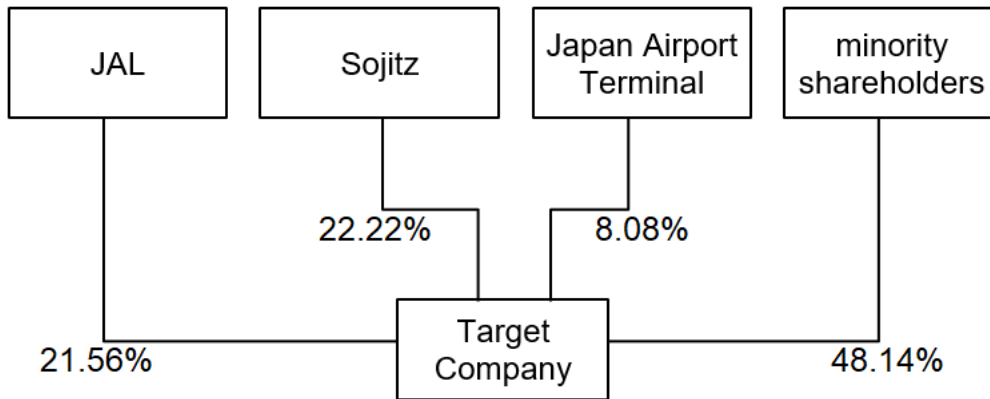 JAL
Sojitz
Japan Airport
Terminal
minority
shareholders
22.22%
8.08%
21.56%
Target
Company
48.14%